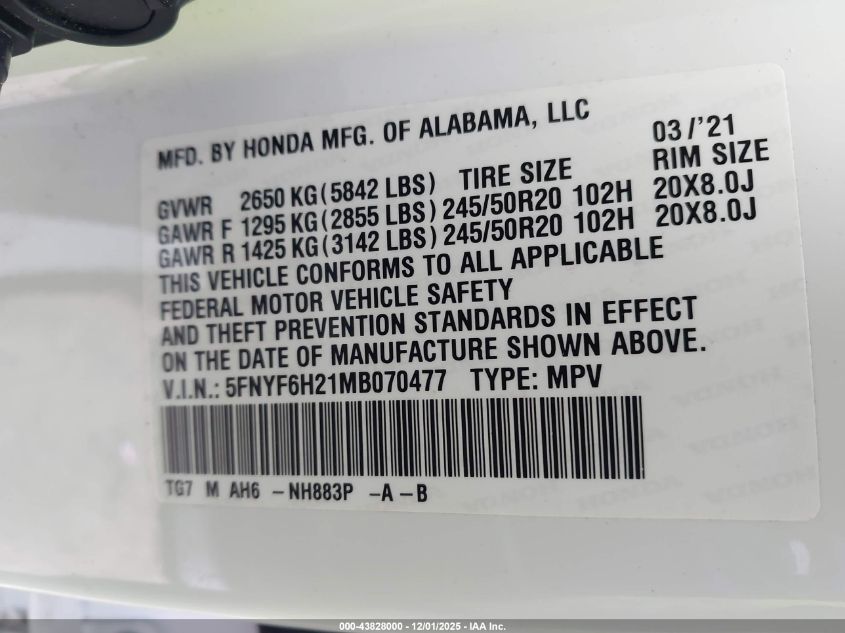 MFD. BY HONDA MFG. OF ALABAMA, LLC 03/'21
GVWR 2650 KG(5842 LBS) TIRE SIZE RIM SIZE
GAWR F 1295 KG(2855 LBS) 245/50R20 102H 20X8.0J
GAWR R 1425 KG(3142 LBS) 245/50R20 102H 20X8.0J
THIS VEHICLE CONFORMS TO ALL APPLICABLE
FEDERAL MOTOR VEHICLE SAFETY
AND THEFT PREVENTION STANDARDS IN EFFECT
ON THE DATE OF MANUFACTURE SHOWN ABOVE.
V.I.N.: 5FNYF6H21MB070477 TYPE: MPV
TG7 M AH6 -NH883P -A-B
000-43828000 - 12/01/2025 - IAA Inc.